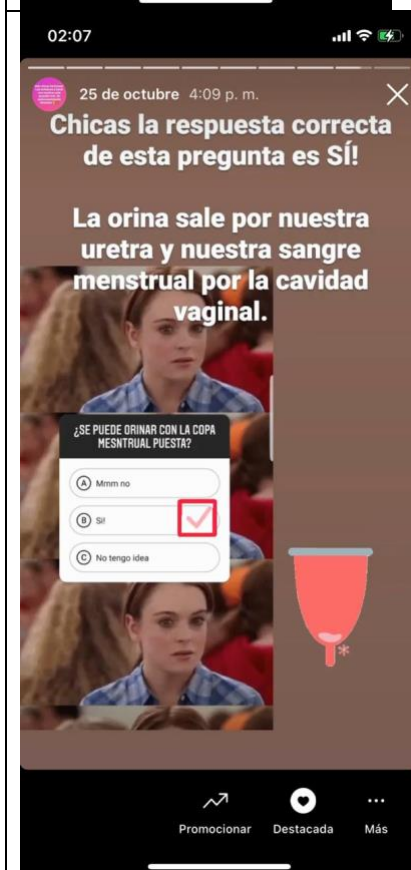 02:07
25 de octubre 4:09 p. m.
Chicas la respuesta correcta
de esta pregunta es SÍ!
La orina sale por nuestra
uretra y nuestra sangre
menstrual por la cavidad
vaginal.
¿SE PUEDE ORINAR CON LA COPA
MESNTRUAL PUESTA?
A Mmm no
B Si!
C No tengo idea
Promocionar Destacada Más